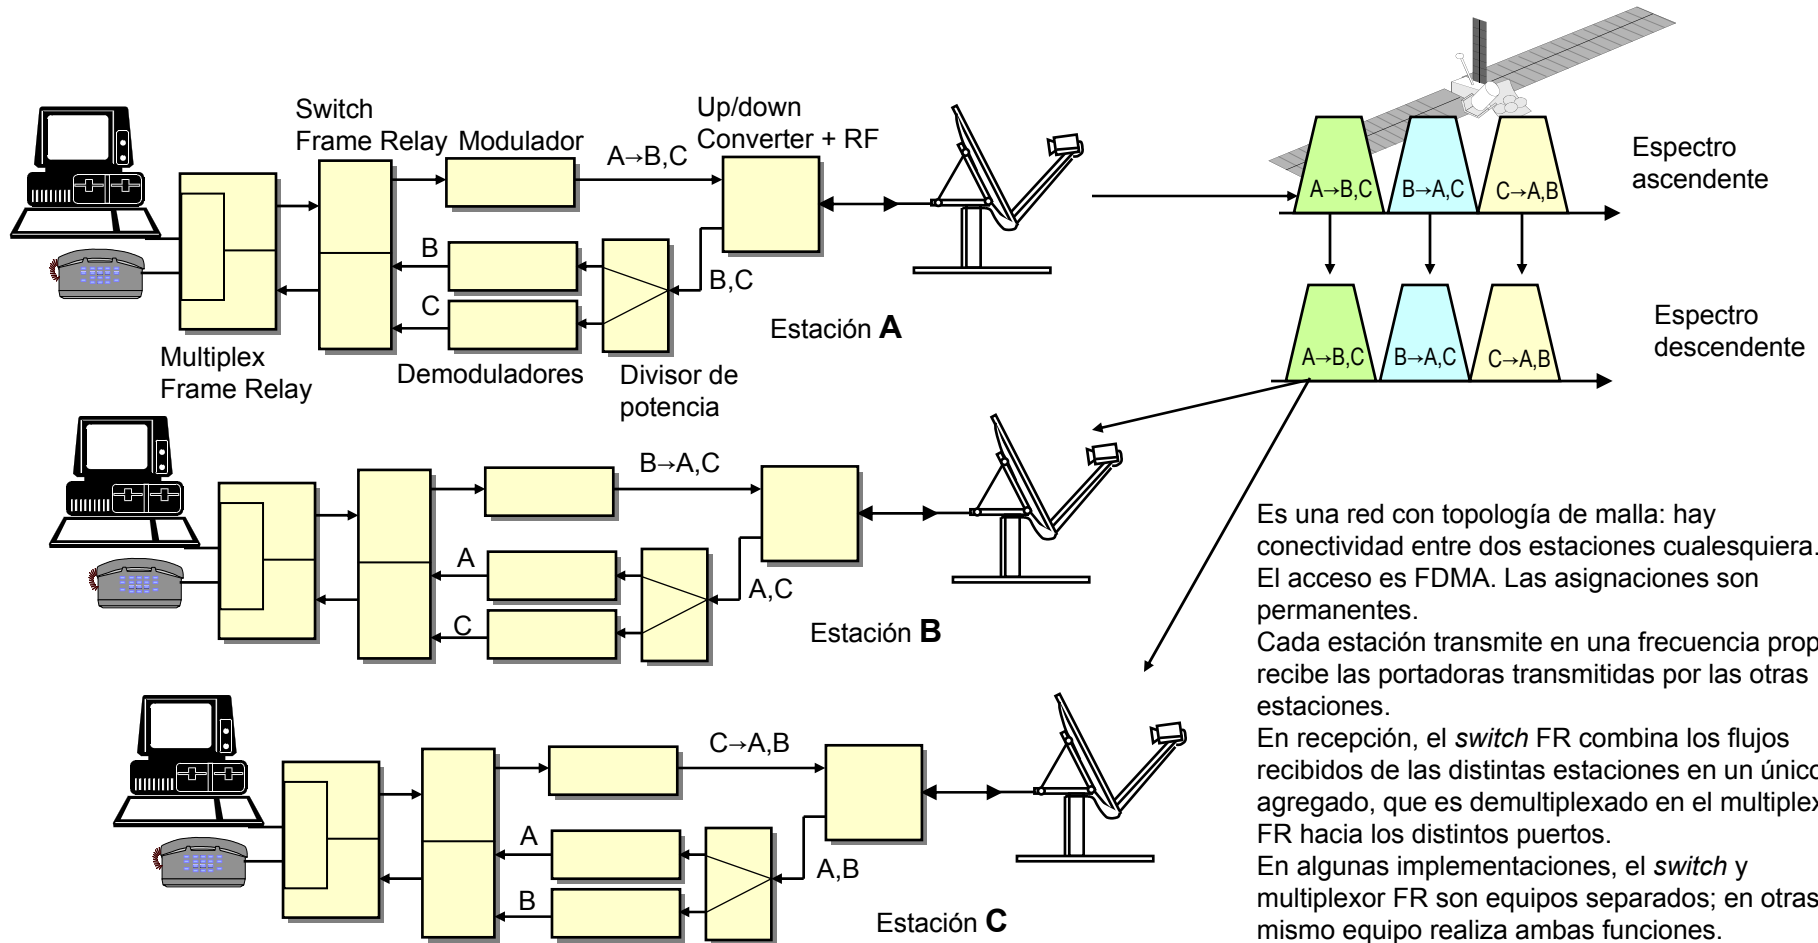 Switch
Frame Relay
Modulador
A→B,C
Up/down
Converter + RF
B
C
B,C
Estación A
Multiplex
Frame Relay
Demoduladores
Divisor de
potencia
A→B,C
B→A,C
C→A,B
Espectro
ascendente
A→B,C
B→A,C
C→A,B
Espectro
descendente
B→A,C
A
C
A,C
Estación B
C→A,B
A
B
A,B
Estación C
Es una red con topología de malla: hay
conectividad entre dos estaciones cualesquiera.
El acceso es FDMA. Las asignaciones son
permanentes.
Cada estación transmite en una frecuencia prop
recibe las portadoras transmitidas por las otras
estaciones.
En recepción, el switch FR combina los flujos
recibidos de las distintas estaciones en un único
agregado, que es demultiplexado en el multiplex
FR hacia los distintos puertos.
En algunas implementaciones, el switch y
multiplexor FR son equipos separados; en otras
mismo equipo realiza ambas funciones.